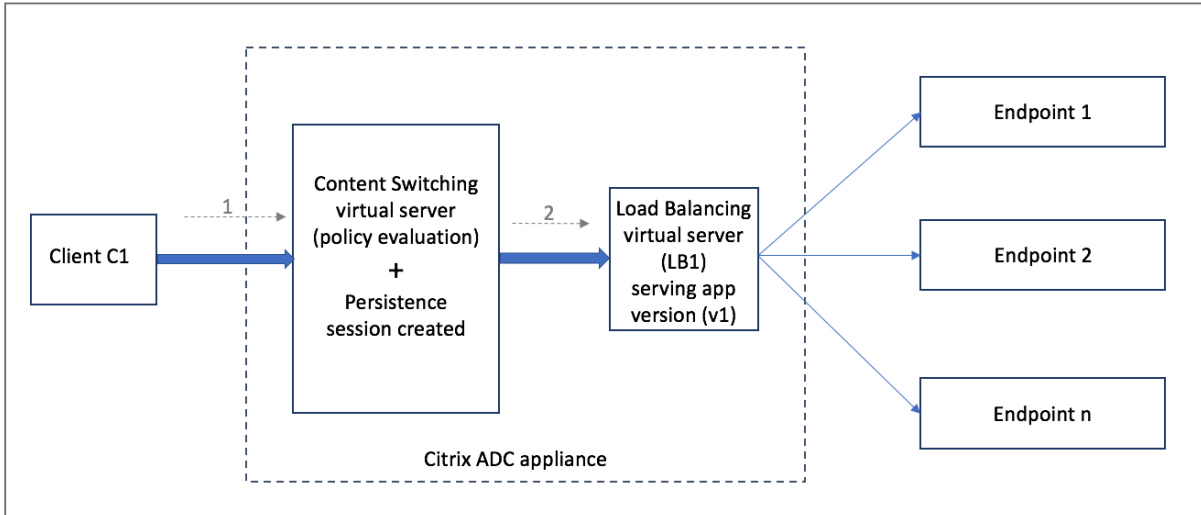 Client C1
1
Content Switching
virtual server
(policy evaluation)
+
Persistence
session created
2
Load Balancing
virtual server
(LB1)
serving app
version (v1)
Endpoint 1
Endpoint 2
Endpoint n
Citrix ADC appliance